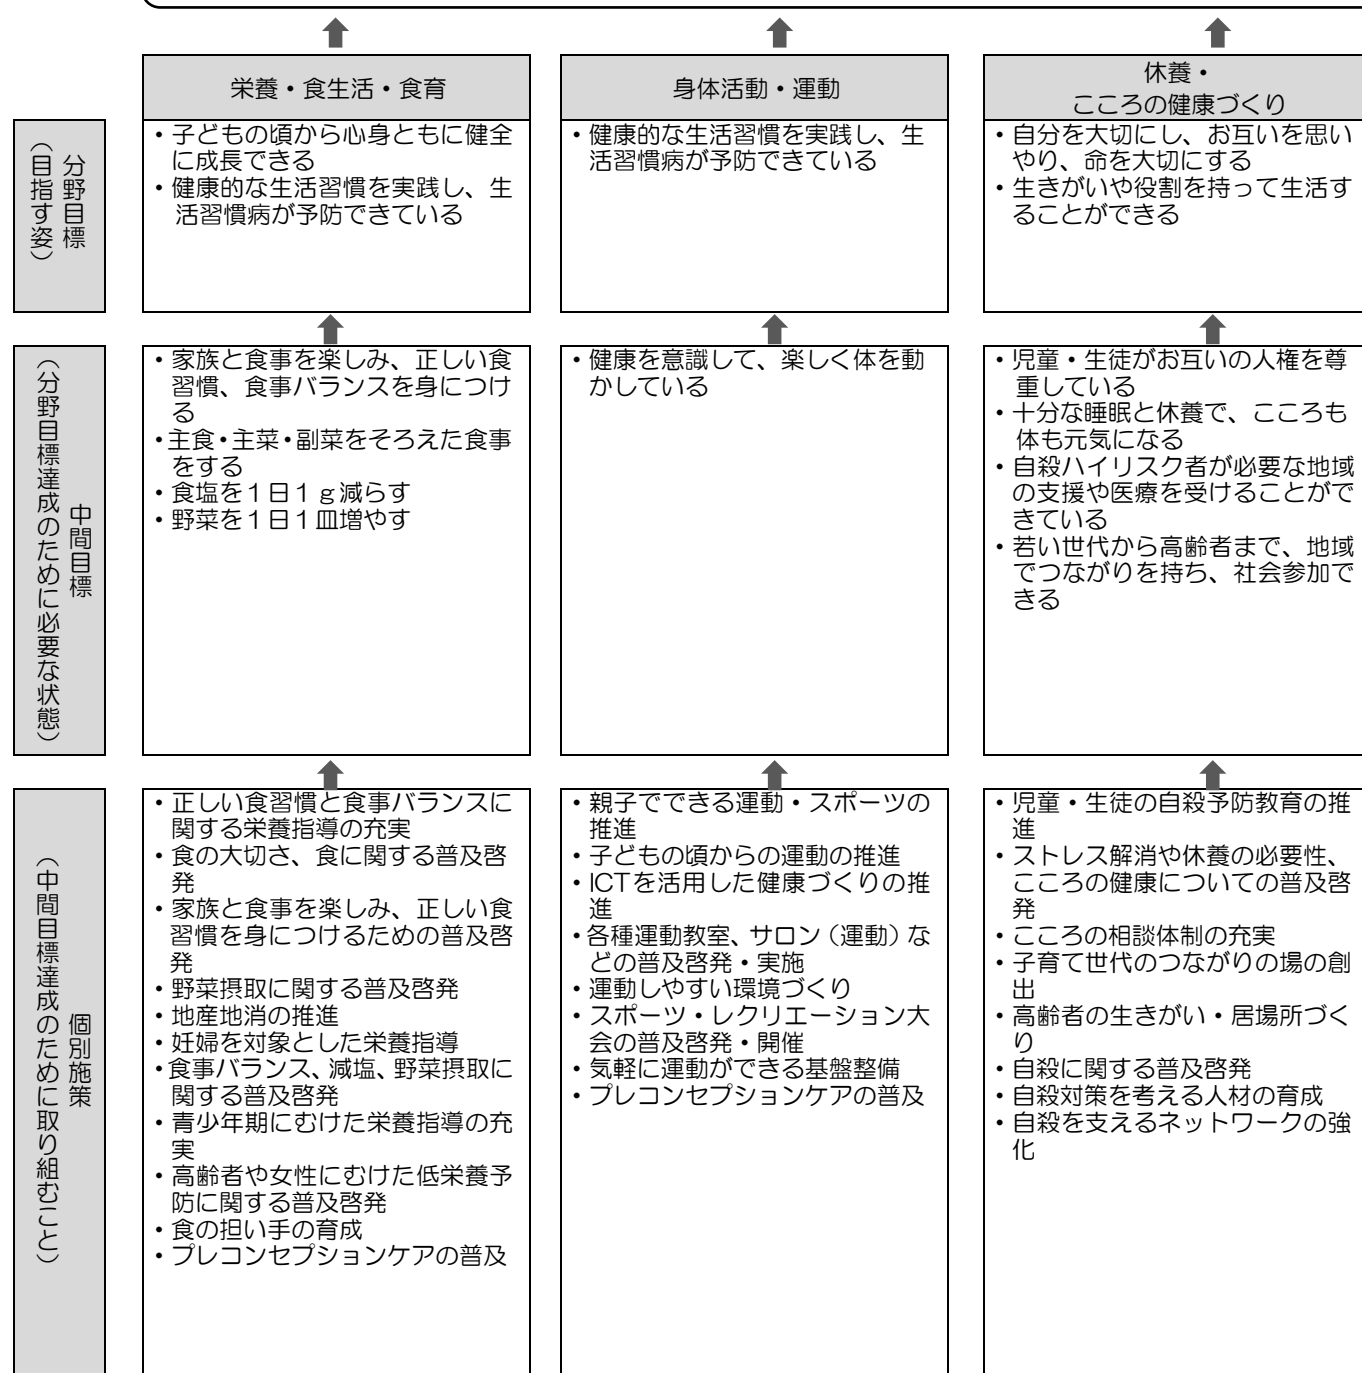 栄養・食生活・食育
身体活動・運動
休養・
こころの健康づくり
分野目標
（目指す姿）
・子どもの頃から心身ともに健全
に成長できる
・健康的な生活習慣を実践し、生
活習慣病が予防できている
・健康的な生活習慣を実践し、生
活習慣病が予防できている
・自分を大切にし、お互いを思い
やり、命を大切にする
・生きがいや役割を持って生活す
ることができる
中間目標
（分野目標達成のために必要な状態）
・家族と食事を楽しみ、正しい食
習慣、食事バランスを身につけ
る
・主食・主菜・副菜をそろえた食事
をする
・食塩を１日１ｇ減らす
・野菜を１日１皿増やす
・健康を意識して、楽しく体を動
かしている
・児童・生徒がお互いの人権を尊
重している
・十分な睡眠と休養で、こころも
体も元気になる
・自殺ハイリスク者が必要な地域
の支援や医療を受けることがで
きている
・若い世代から高齢者まで、地域
でつながりを持ち、社会参加で
きる
個別施策
（中間目標達成のために取り組むこと）
・正しい食習慣と食事バランスに
関する栄養指導の充実
・食の大切さ、食に関する普及啓
発
・家族と食事を楽しみ、正しい食
習慣を身につけるための普及啓
発
・野菜摂取に関する普及啓発
・地産地消の推進
・妊婦を対象とした栄養指導
・食事バランス、減塩、野菜摂取に
関する普及啓発
・青少年期にむけた栄養指導の充
実
・高齢者や女性にむけた低栄養予
防に関する普及啓発
・食の担い手の育成
・プレコンセプションケアの普及
・親子でできる運動・スポーツの
推進
・子どもの頃からの運動の推進
・ICTを活用した健康づくりの推
進
・各種運動教室、サロン（運動）な
どの普及啓発・実施
・運動しやすい環境づくり
・スポーツ・レクリエーション大
会の普及啓発・開催
・気軽に運動ができる基盤整備
・プレコンセプションケアの普及
・児童・生徒の自殺予防教育の推
進
・ストレス解消や休養の必要性、
こころの健康についての普及啓
発
・こころの相談体制の充実
・子育て世代のつながりの場の創
出
・高齢者の生きがい・居場所づく
り
・自殺に関する普及啓発
・自殺対策を考える人材の育成
・自殺を支えるネットワークの強
化